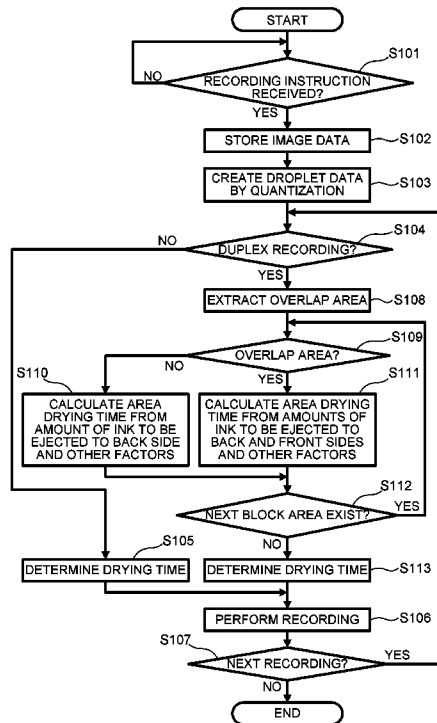 START
S101
RECORDING INSTRUCTION
RECEIVED?
NO
YES
STORE IMAGE DATA
S102
CREATE DROPLET DATA
BY QUANTIZATION
S103
S104
NO
DUPLEX RECORDING?
YES
EXTRACT OVERLAP AREA
S108
S109
OVERLAP AREA?
NO
YES
S110
S111
CALCULATE AREA
DRYING TIME FROM
AMOUNT OF INK TO BE
EJECTED TO BACK SIDE
AND OTHER FACTORS
CALCULATE AREA DRYING
TIME FROM AMOUNTS OF
INK TO BE EJECTED TO
BACK AND FRONT SIDES
AND OTHER FACTORS
S112
NEXT BLOCK AREA EXIST?
YES
NO
S105
DETERMINE DRYING TIME
DETERMINE DRYING TIME
S113
PERFORM RECORDING
S106
S107
NEXT RECORDING?
YES
NO
END